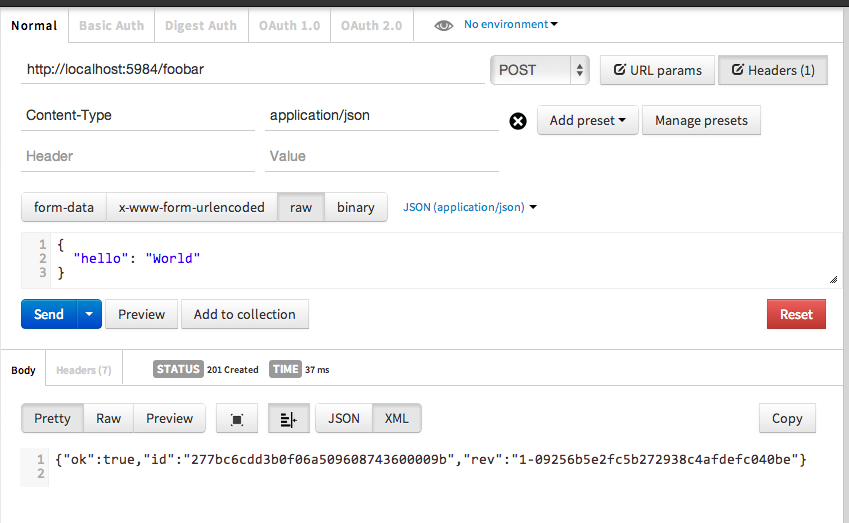 Normal Basic Auth Digest Auth OAuth 1.0 OAuth 2.0 No environment
http://localhost:5984/foobar POST URL params Headers (1)
Content-Type application/json Add preset Manage presets
Header Value
form-data x-www-form-urlencoded raw binary JSON (application/json)
1 {
2 "hello": "World"
3 }
Send Preview Add to collection Reset
Body Headers (7) STATUS 201 Created TIME 37 ms
Pretty Raw Preview JSON XML Copy
1 {"ok":true,"id":"277bc6cdd3b0f06a509608743600009b","rev":"1-09256b5e2fc5b272938c4afdefc040be"}
2